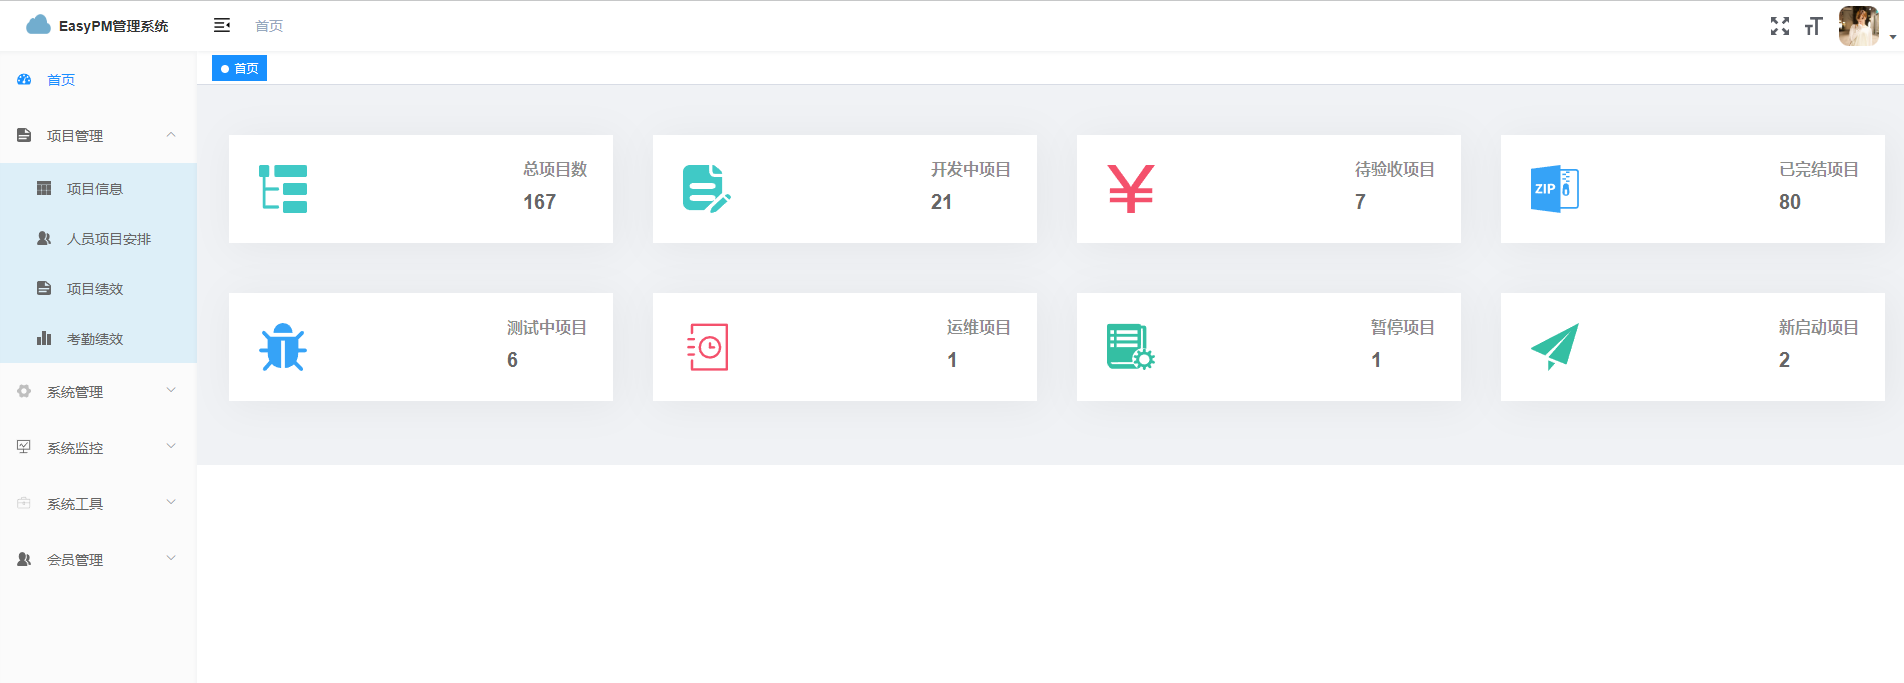 EasyPM管理系统
首页
首页
首页
项目管理
项目信息
人员项目安排
项目绩效
考勤绩效
系统管理
系统监控
系统工具
会员管理
总项目数
167
开发中项目
21
待验收项目
7
ZIP
已完结项目
80
测试中项目
6
运维项目
1
暂停项目
1
新启动项目
2